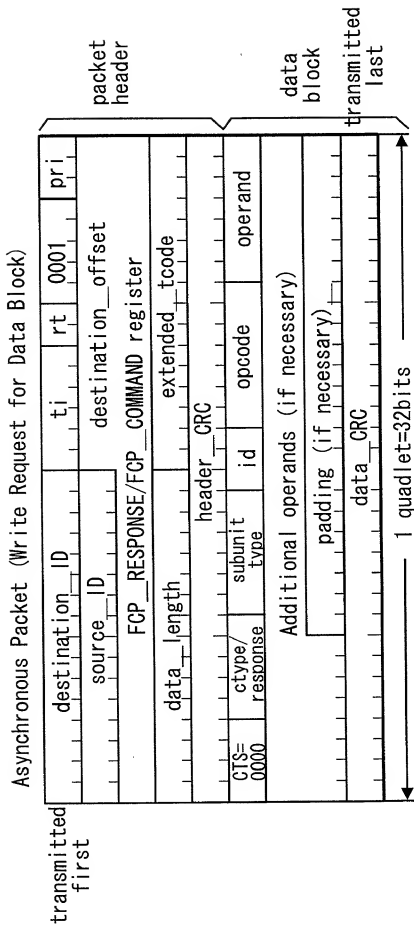 Asynchronous Packet (Write Request for Data Block)
transmitted
first
destination_ID
tℓ
rt
0001
pri
source_ID
destination_offset
FCP_RESPONSE/FCP_COMMAND register
data_length
extended_tcode
header_CRC
packet
header
CTS=
0000
ctype/
response
subunit
type
id
opcode
operand
Additional operands (if necessary)
padding (if necessary)
data_CRC
data
block
transmitted
last
1 quadlet=32bits